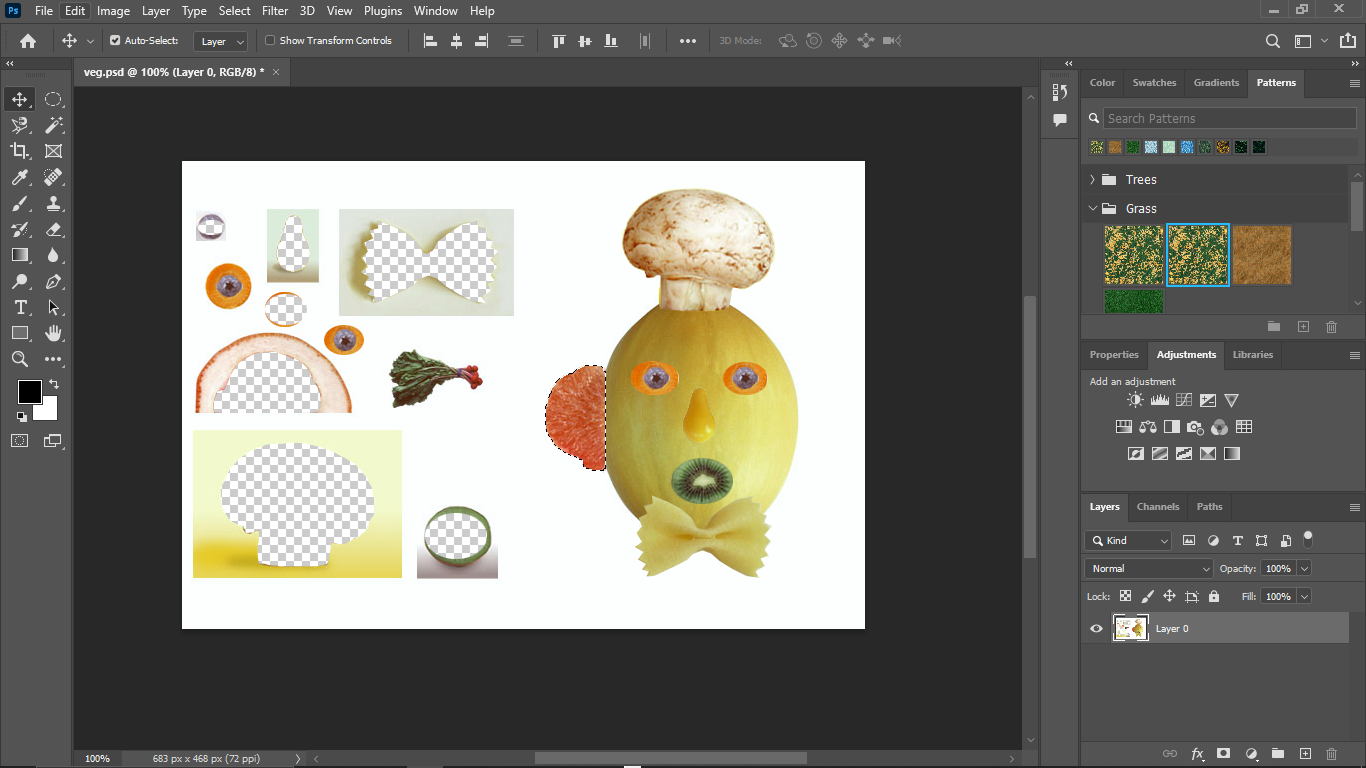 Ps File Edit Image Layer Type Select Filter 3D View Plugins Window Help
Auto-Select: Layer Show Transform Controls 3D Mode:
veg.psd @ 100% (Layer 0, RGB/8) *
Color Swatches Gradients Patterns
Search Patterns
Trees
Grass
Properties Adjustments Libraries
Add an adjustment
Layers Channels Paths
Kind
Normal Opacity: 100%
Lock: Fill: 100%
Layer 0
100% 683 px x 468 px (72 ppi)